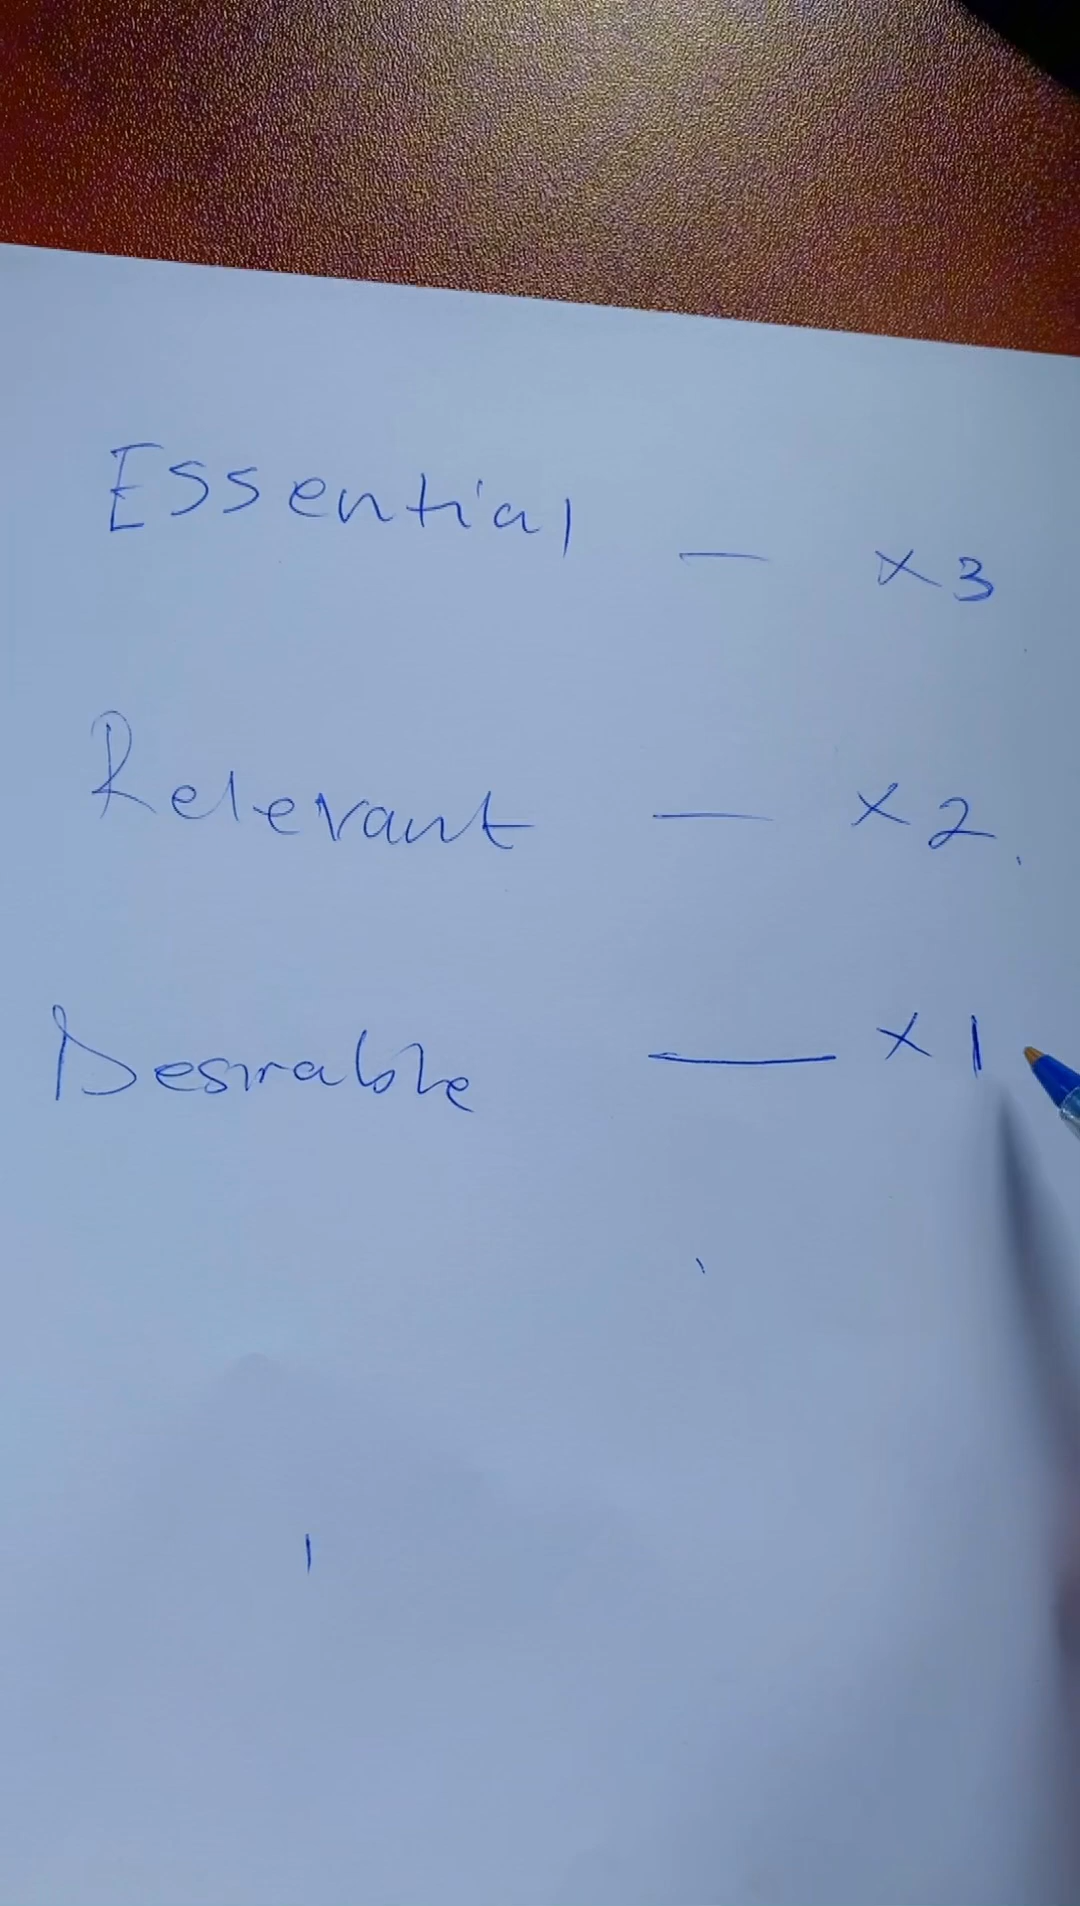 Essential — x3
Relevant — x2
Desirable — x1